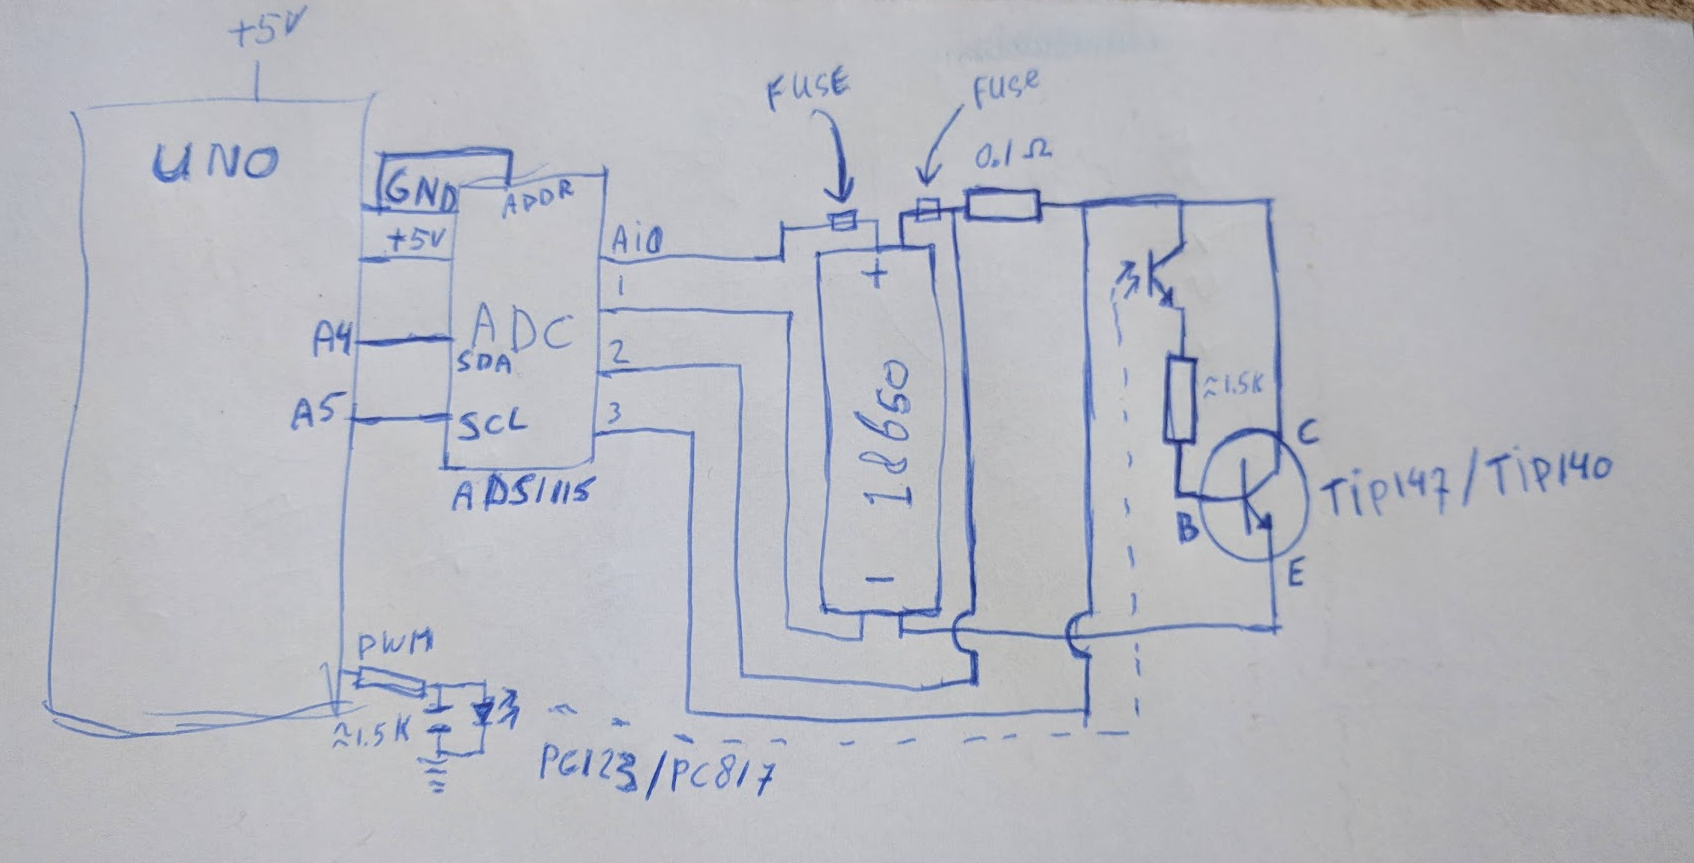 +5V
UNO
GND
ADDR
+5V
A4
SDA
ADC
A5
SCL
ADS1115
Ai0
1
2
3
FUSE
FUSE
0.1 Ω
+
18650
-
≈1.5K
C
B
E
TiP147/TiP140
PWM
≈1.5K
PC123/PC817